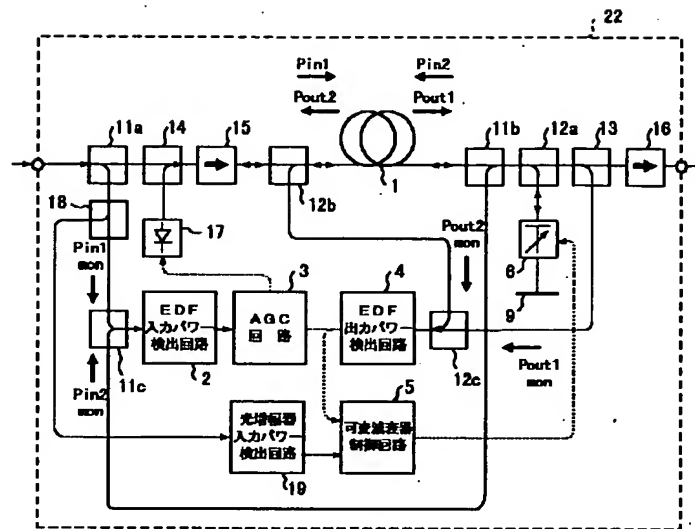 22
Pin1
Pin2
Pout2
Pout1
11a
14
15
11b
12a
13
16
12b
1
18
17
Pin1
mon
3
4
Pout2
mon
6
9
EDF
入力パワー
検出回路
2
AGC
回路
EDF
出力パワー
検出回路
11c
12c
Pin2
mon
Pout1
mon
5
光増幅器
入力パワー
検出回路
19
可変減衰器
制御回路